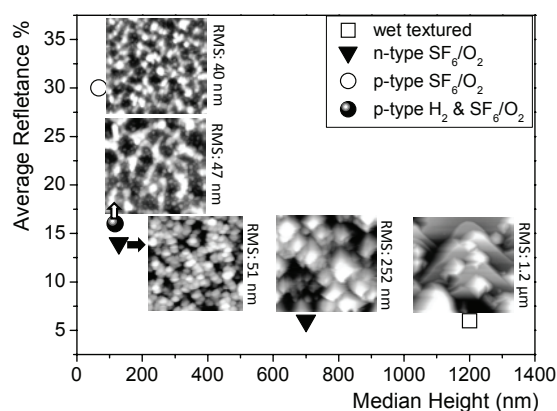 Average Refletance %
35
30
25
20
15
10
5
0
200
400
600
800
1000
1200
1400
Median Height (nm)
wet textured
n-type SF₆/O₂
p-type SF₆/O₂
p-type H₂ & SF₆/O₂
RMS: 40 nm
RMS: 47 nm
RMS: 51 nm
RMS: 252 nm
RMS: 1.2 µm